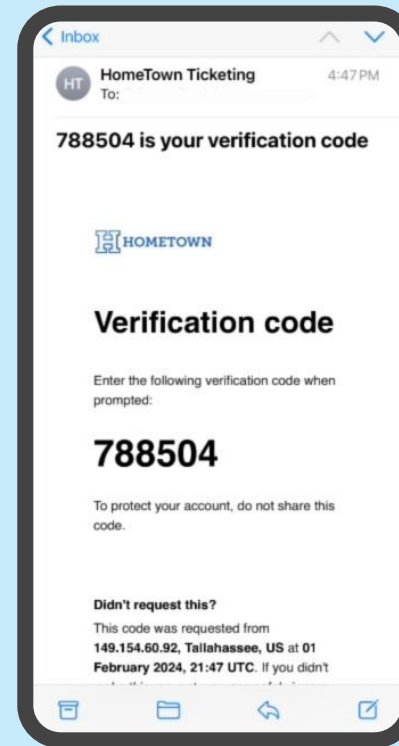 Inbox
HT
HomeTown Ticketing
4:47 PM
To:
788504 is your verification code
H HOMETOWN
Verification code
Enter the following verification code when
prompted:
788504
To protect your account, do not share this
code.
Didn't request this?
This code was requested from
149.154.60.92, Tallahassee, US at 01
February 2024, 21:47 UTC. If you didn't